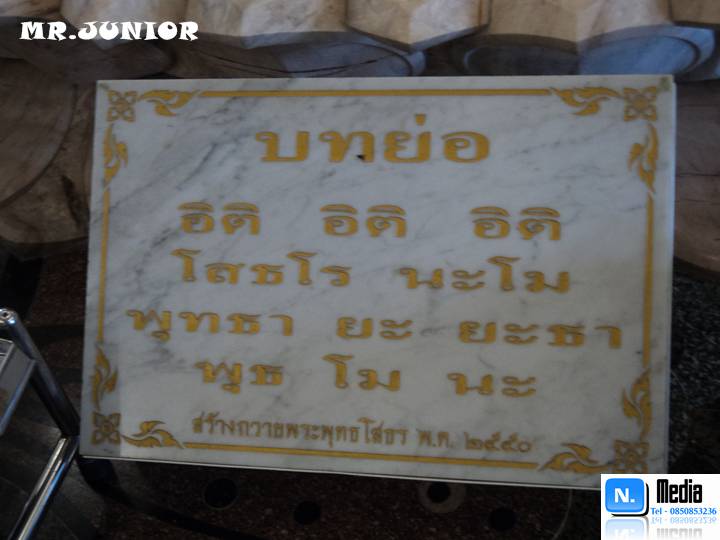 MR.JUNIOR
บทย่อ
อิติ อิติ อิติ
โสธโร นะโม
พุทธา ยะ ยะธา
พุธ โม นะ
สร้างถวายพระพุทธโสธร พ.ศ. ๒๕๕๐
N. Media
Tel - 0850853236